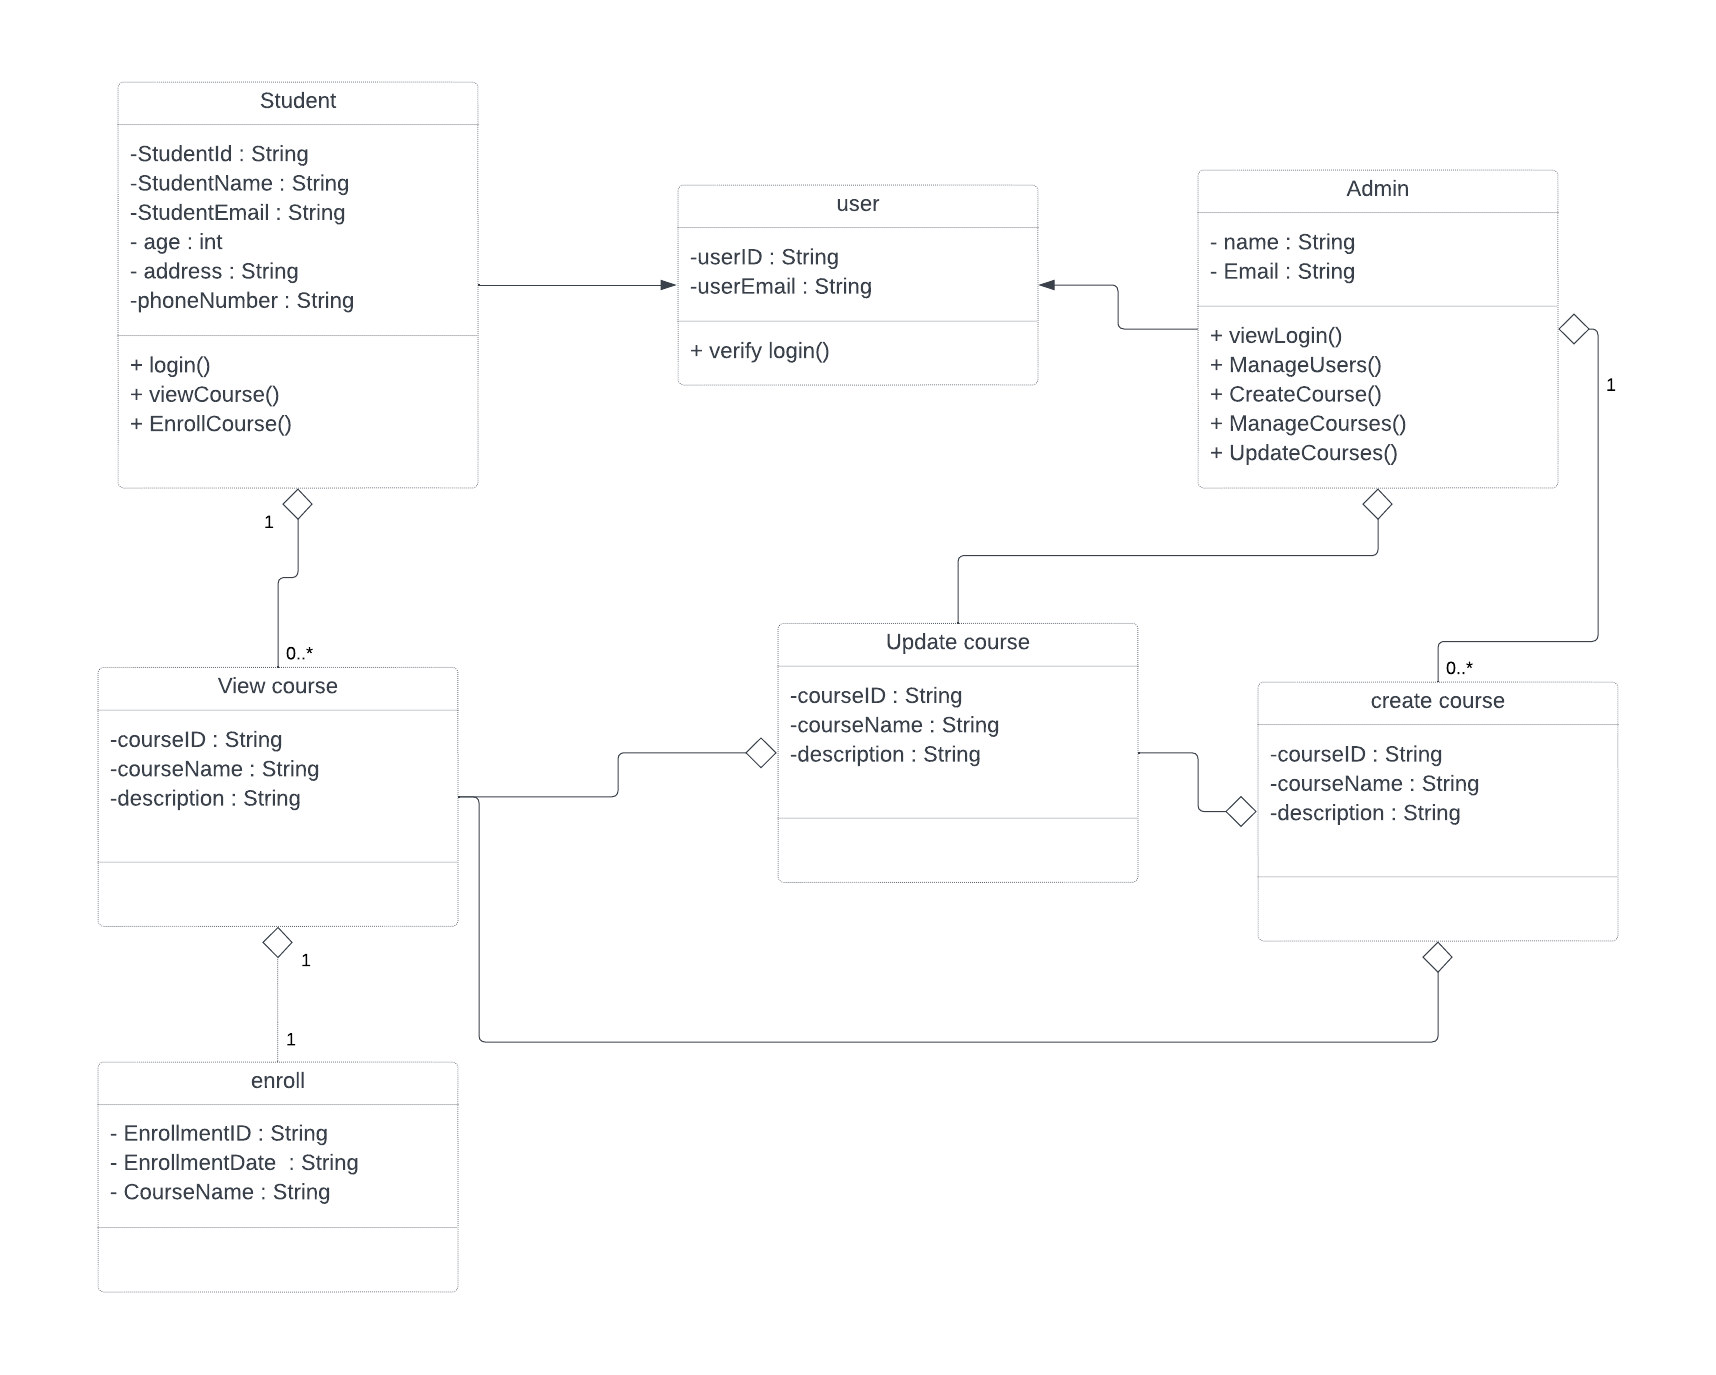 Student
-StudentId : String
-StudentName : String
-StudentEmail : String
- age : int
- address : String
-phoneNumber : String
+ login()
+ viewCourse()
+ EnrollCourse()
user
-userID : String
-userEmail : String
+ verify login()
Admin
- name : String
- Email : String
+ viewLogin()
+ ManageUsers()
+ CreateCourse()
+ ManageCourses()
+ UpdateCourses()
1
1
0..*
0..*
View course
-courseID : String
-courseName : String
-description : String
Update course
-courseID : String
-courseName : String
-description : String
create course
-courseID : String
-courseName : String
-description : String
1
1
enroll
- EnrollmentID : String
- EnrollmentDate  : String
- CourseName : String